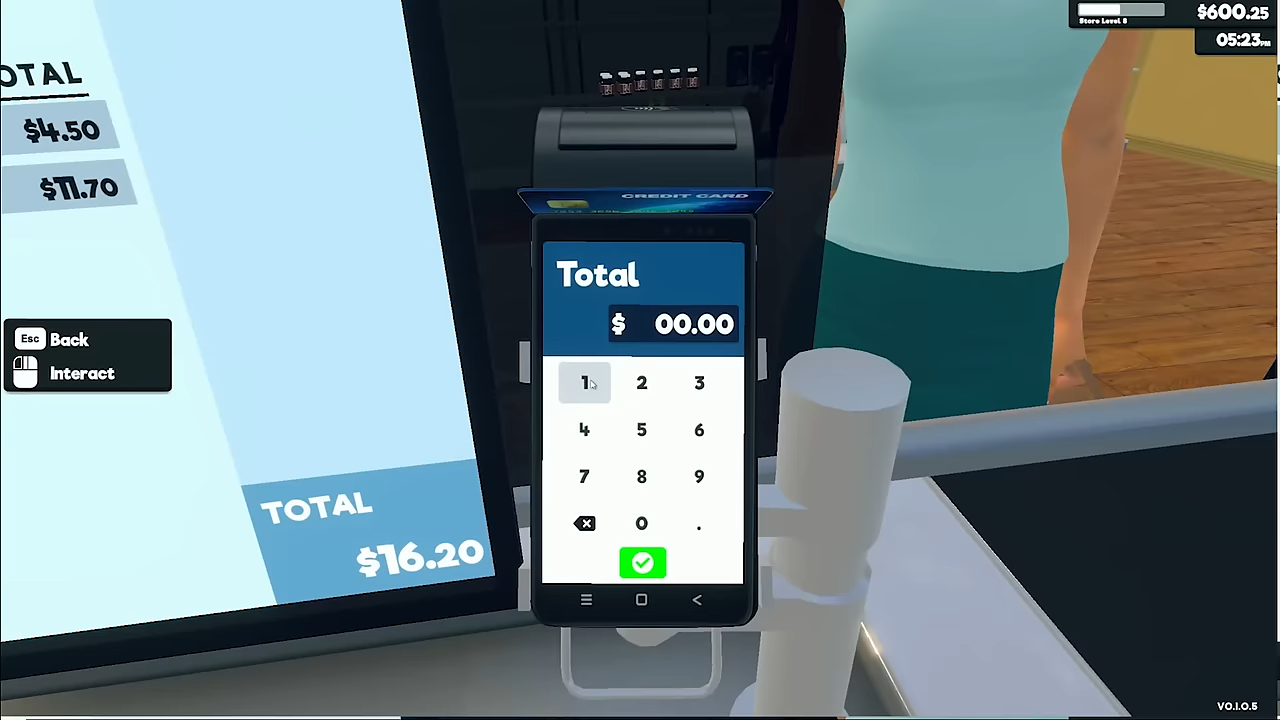 $600.25
Store Level 8
05:23PM
OTAL
$4.50
$11.70
CREDIT CARD
Total
$ 00.00
Esc Back
Interact
1 2 3
4 5 6
7 8 9
0 .
TOTAL
$16.20
V0.1.0.5